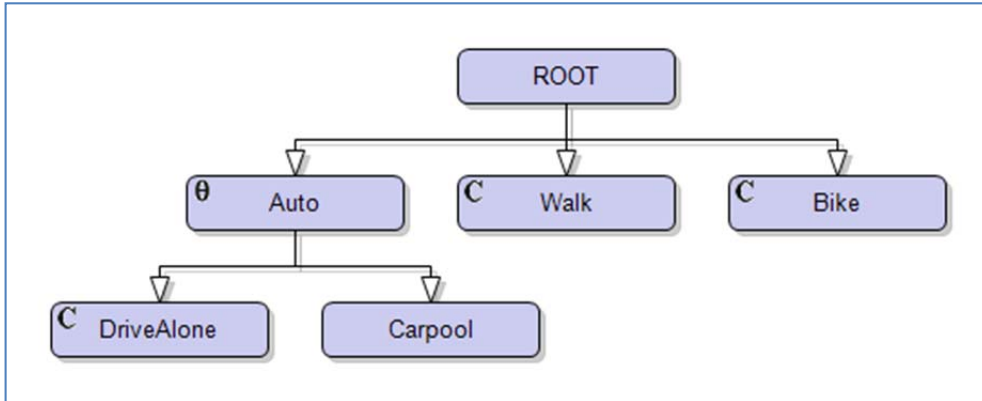 ROOT
θ Auto
C Walk
C Bike
C DriveAlone
Carpool